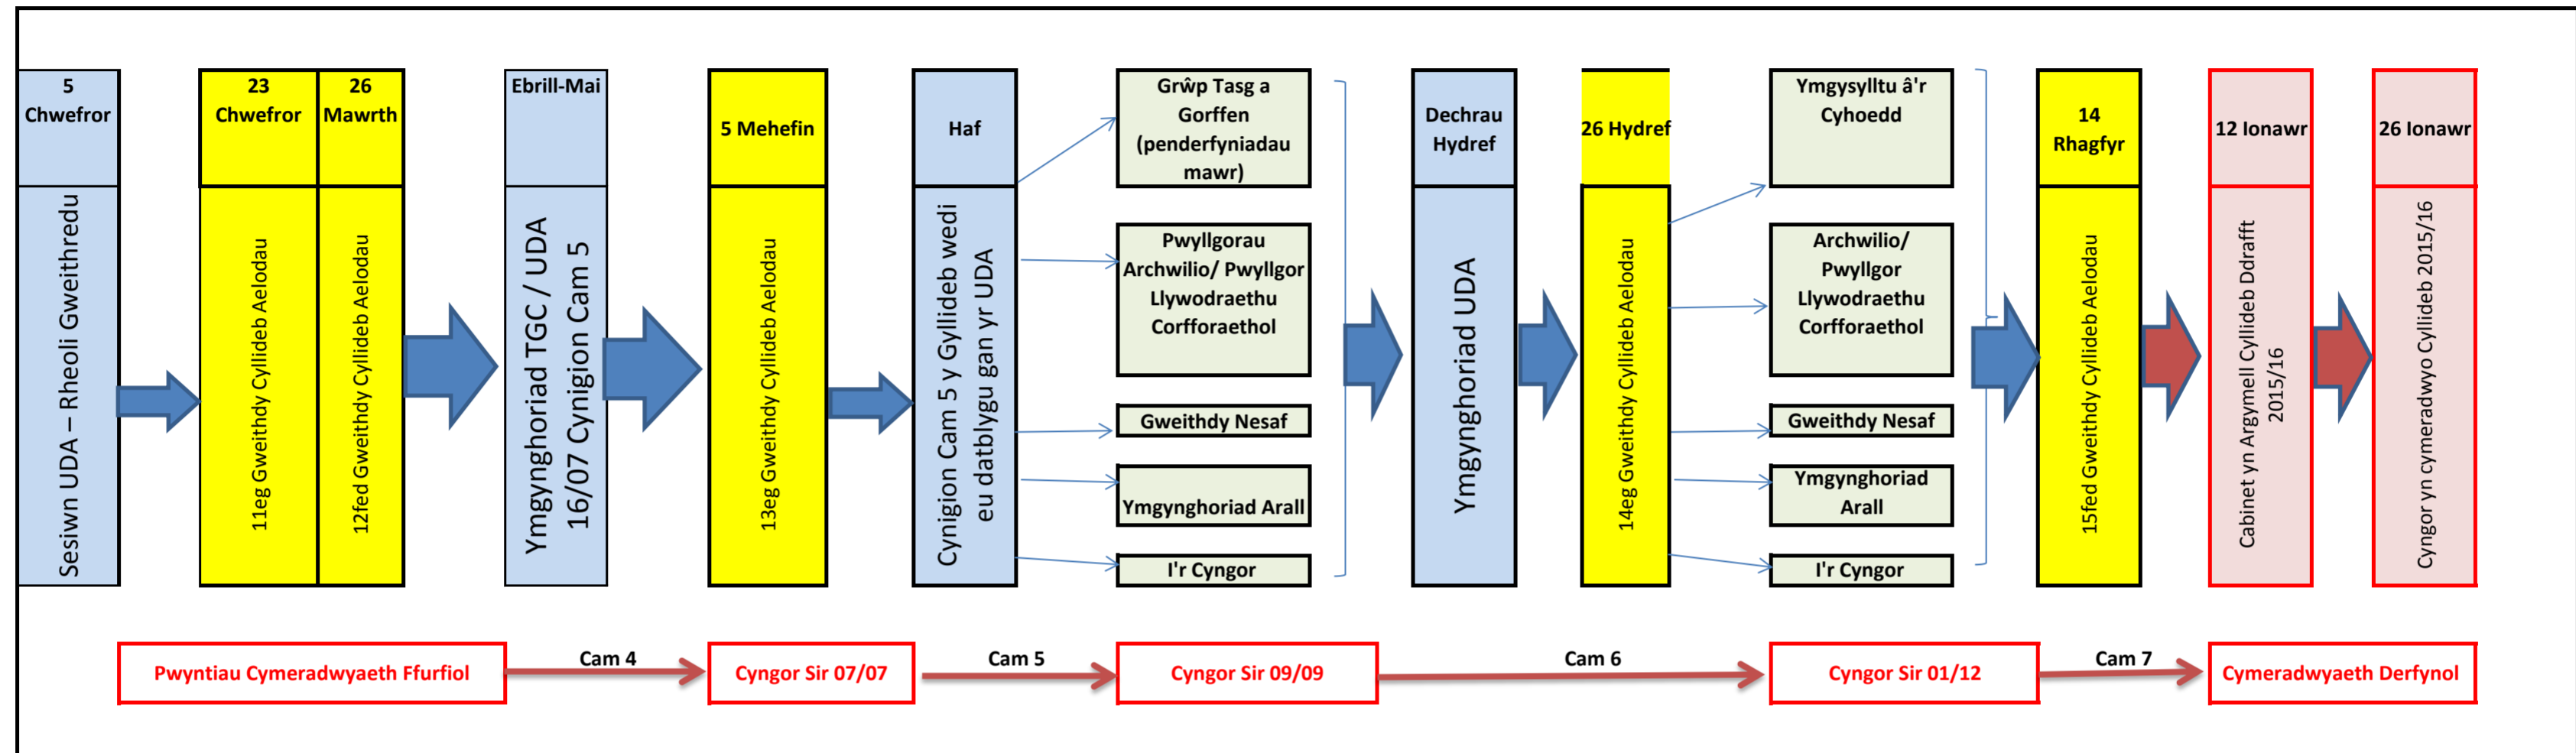 5
Chwefror
Sesiwn UDA – Rheoli Gweithredu
23
Chwefror
11eg Gweithdy Cyllideb Aelodau
26
Mawrth
12fed Gweithdy Cyllideb Aelodau
Ebrill-Mai
Ymgynghoriad TGC / UDA
16/07 Cynigion Cam 5
5 Mehefin
13eg Gweithdy Cyllideb Aelodau
Haf
Cynigion Cam 5 y Gyllideb wedi
eu datblygu gan yr UDA
Grŵp Tasg a
Gorffen
(penderfyniadau
mawr)
Pwyllgorau
Archwilio/ Pwyllgor
Llywodraethu
Corfforaethol
Gweithdy Nesaf
Ymgynghoriad Arall
I'r Cyngor
Dechrau
Hydref
Ymgynghoriad UDA
26 Hydref
14eg Gweithdy Cyllideb Aelodau
Ymgysylltu â'r
Cyhoedd
Archwilio/
Pwyllgor
Llywodraethu
Corfforaethol
Gweithdy Nesaf
Ymgynghoriad
Arall
I'r Cyngor
14
Rhagfyr
15fed Gweithdy Cyllideb Aelodau
12 Ionawr
Cabinet yn Argymell Cyllideb Ddrafft
2015/16
26 Ionawr
Cyngor yn cymeradwyo Cyllideb 2015/16
Pwyntiau Cymeradwyaeth Ffurfiol
Cam 4
Cyngor Sir 07/07
Cam 5
Cyngor Sir 09/09
Cam 6
Cyngor Sir 01/12
Cam 7
Cymeradwyaeth Derfynol